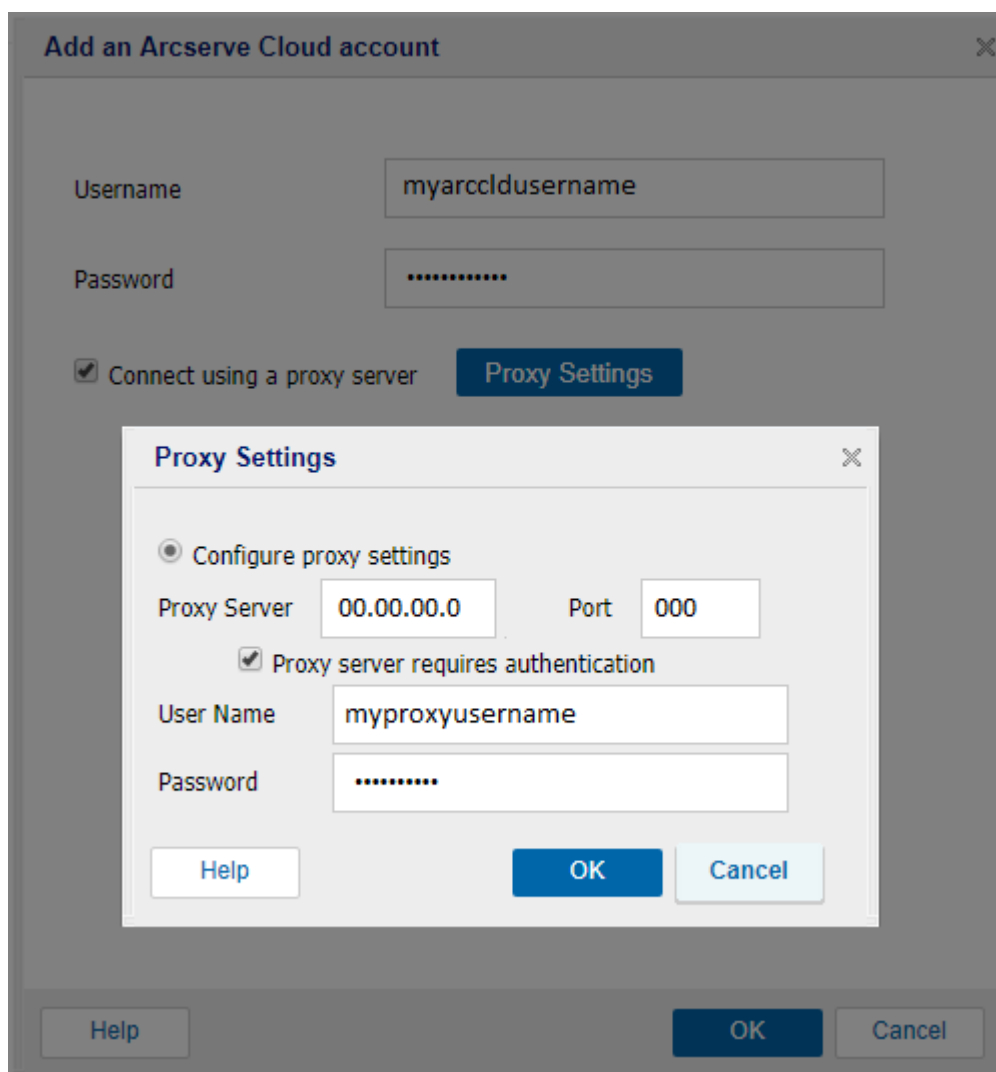 Add an Arcserve Cloud account
Username myarccldusername
Password ••••••••••••
Connect using a proxy server Proxy Settings
Proxy Settings
Configure proxy settings
Proxy Server 00.00.00.0 Port 000
Proxy server requires authentication
User Name myproxyusername
Password ••••••••••
Help OK Cancel
Help OK Cancel